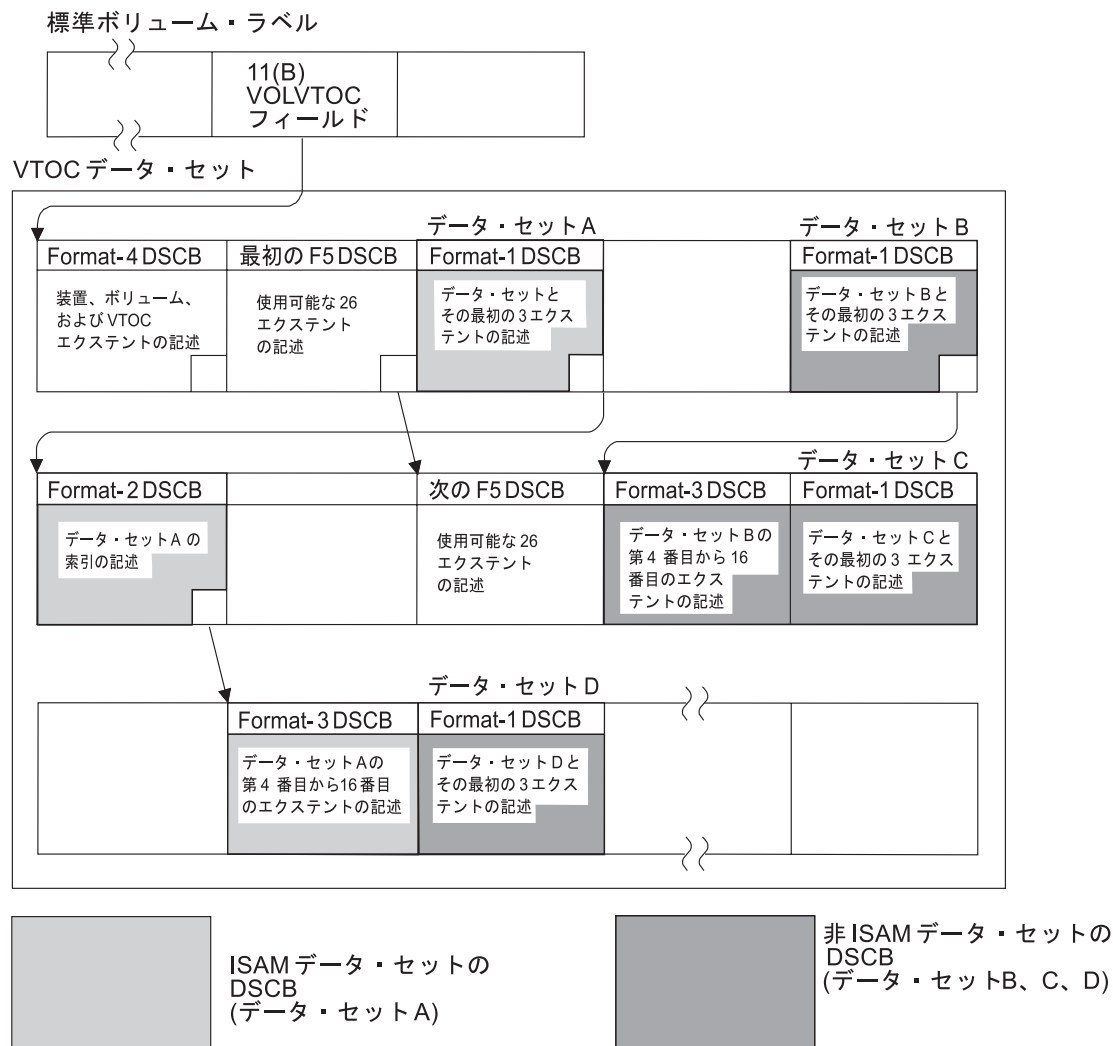 標準ボリューム・ラベル
11(B)
VOLVTOC
フィールド
VTOCデータ・セット
データ・セットA
データ・セットB
Format-4 DSCB
最初の F5 DSCB
Format-1 DSCB
Format-1 DSCB
装置、ボリューム、
およびVTOC
エクステントの記述
使用可能な 26
エクステント
の記述
データ・セットと
その最初の3エクス
テントの記述
データ・セットBと
その最初の3エクス
テントの記述
データ・セットC
Format-2 DSCB
次の F5 DSCB
Format-3 DSCB
Format-1 DSCB
データ・セットA の
索引の記述
使用可能な 26
エクステント
の記述
データ・セットBの
第4 番目から 16
番目のエクス
テントの記述
データ・セットCと
その最初の3 エクス
テントの記述
データ・セットD
Format-3 DSCB
Format-1 DSCB
データ・セットAの
第4 番目から16番目
のエクステントの記述
データ・セットDと
その最初の3エクス
テントの記述
ISAMデータ・セットの
DSCB
(データ・セットA)
非ISAMデータ・セットの
DSCB
(データ・セットB、C、D)